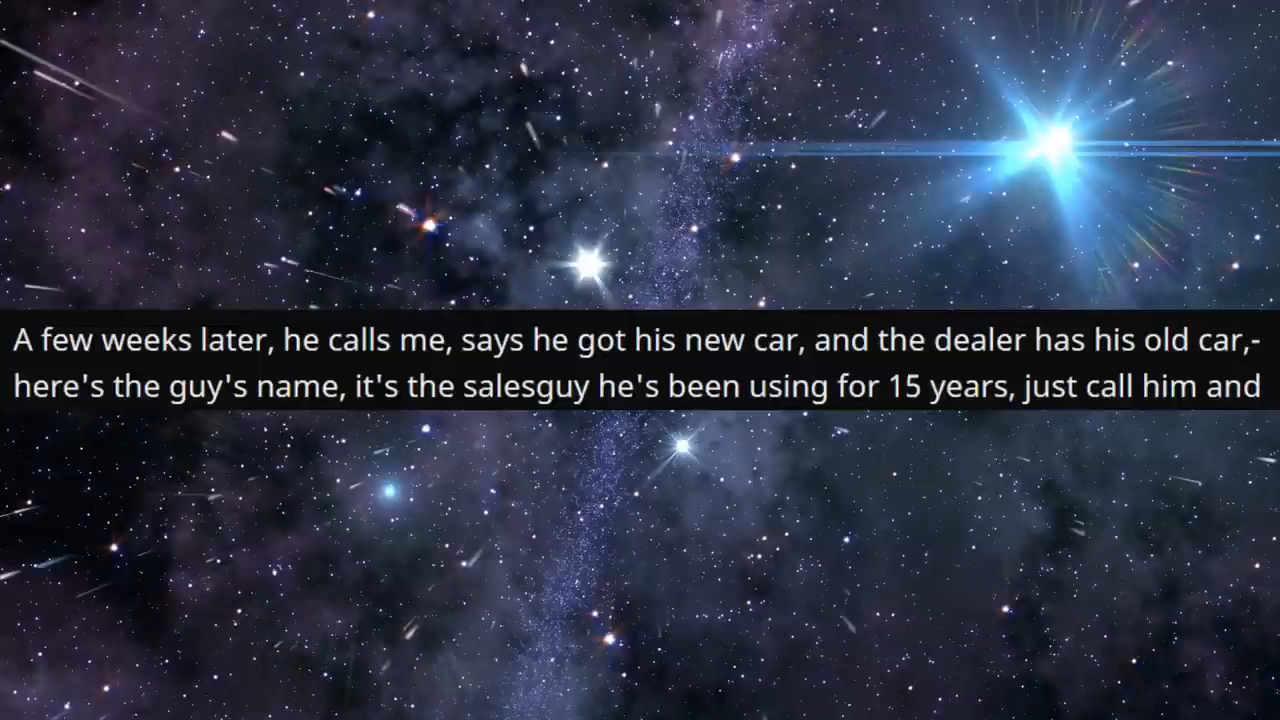 A few weeks later, he calls me, says he got his new car, and the dealer has his old car,-
here's the guy's name, it's the salesguy he's been using for 15 years, just call him and